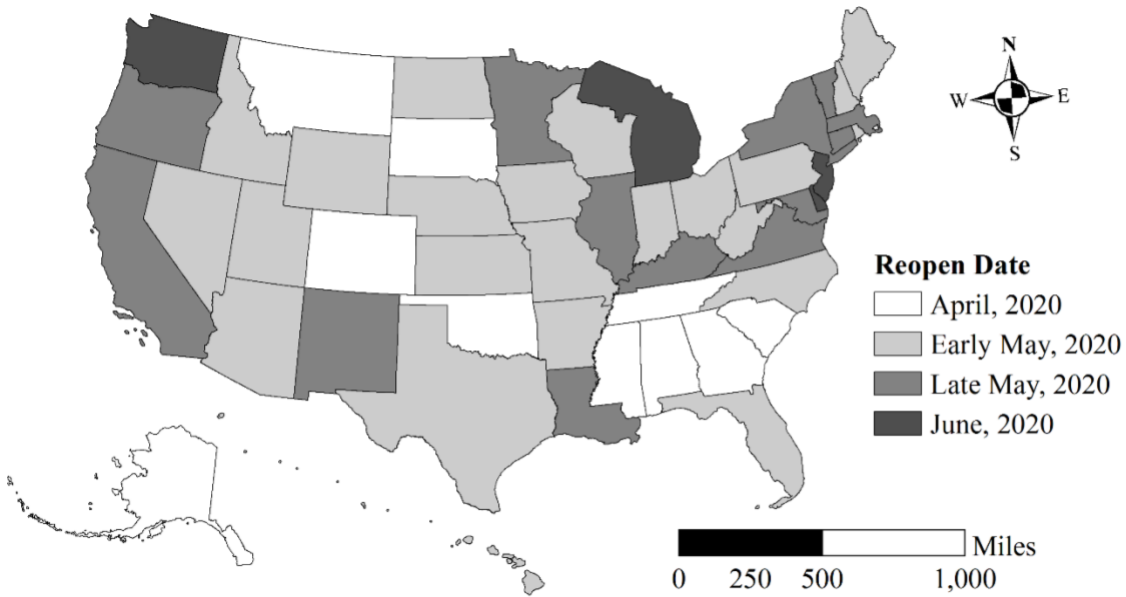 N
W E
S
Reopen Date
April, 2020
Early May, 2020
Late May, 2020
June, 2020
Miles
0 250 500 1,000